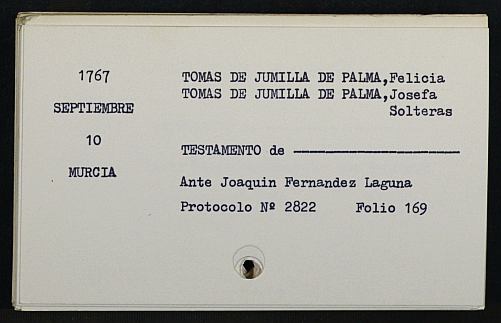 1767
SEPTIEMBRE
10
MURCIA
TOMAS DE JUMILLA DE PALMA,Felicia
TOMAS DE JUMILLA DE PALMA,Josefa
Solteras
TESTAMENTO de ————————————————
Ante Joaquin Fernandez Laguna
Protocolo Nº 2822 Folio 169